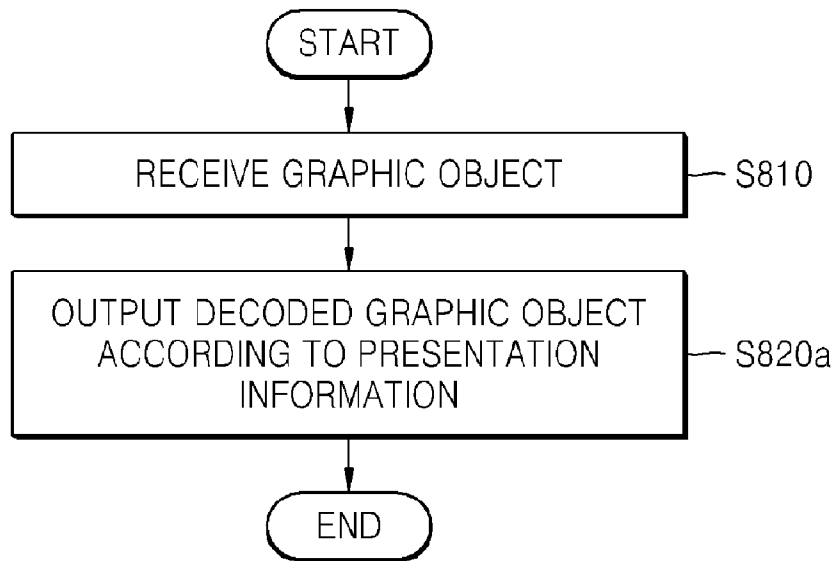 START
RECEIVE GRAPHIC OBJECT
S810
OUTPUT DECODED GRAPHIC OBJECT
ACCORDING TO PRESENTATION
INFORMATION
S820a
END